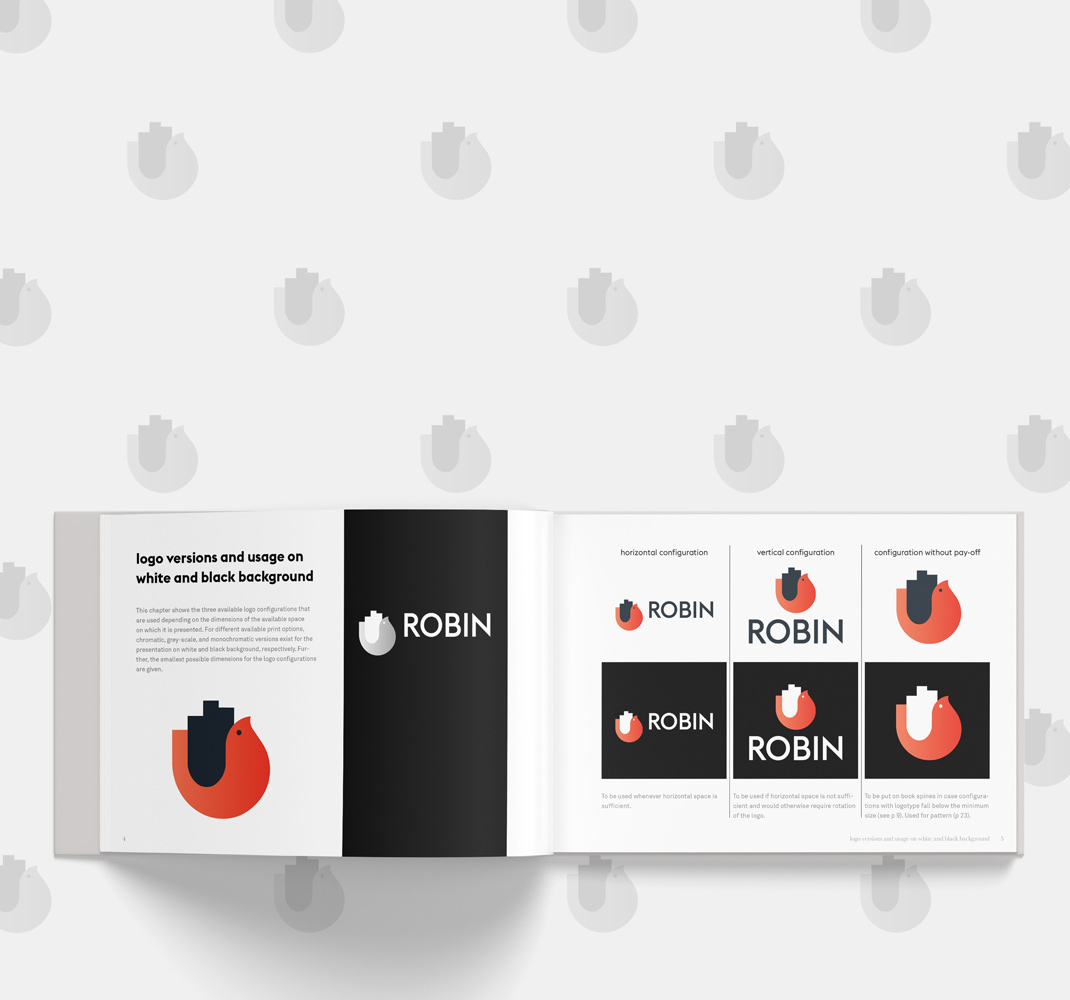 logo versions and usage on
white and black background
This chapter shows the three available logo configurations that
are used depending on the dimensions of the available space
on which it is presented. For different available print options,
chromatic, grey-scale, and monochromatic versions exist for the
presentation on white and black background, respectively. Fur-
ther, the smallest possible dimensions for the logo configurations
are given.
4
ROBIN
horizontal configuration
ROBIN
ROBIN
To be used whenever horizontal space is
sufficient.
vertical configuration
ROBIN
ROBIN
To be used if horizontal space is not suffi-
cient and would otherwise require rotation
of the logo.
configuration without pay-off
To be put on book spines in case configura-
tions with logotype fall below the minimum
size (see p 9). Used for pattern (p 23).
logo versions and usage on white and black background 5